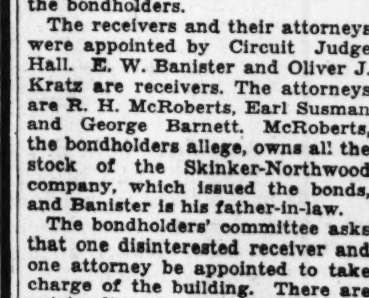 the bondholders.
The receivers and their attorneys
were appointed by Circuit Judge
Hall. E. W. Banister and Oliver J.
Kratz are receivers. The attorneys
are R. H. McRoberts, Earl Susman
and George Barnett. McRoberts,
the bondholders allege, owns all the
stock of the Skinker-Northwood
company, which issued the bonds,
and Banister is his father-in-law.
The bondholders' committee asks
that one disinterested receiver and
one attorney be appointed to take
charge of the building. There are